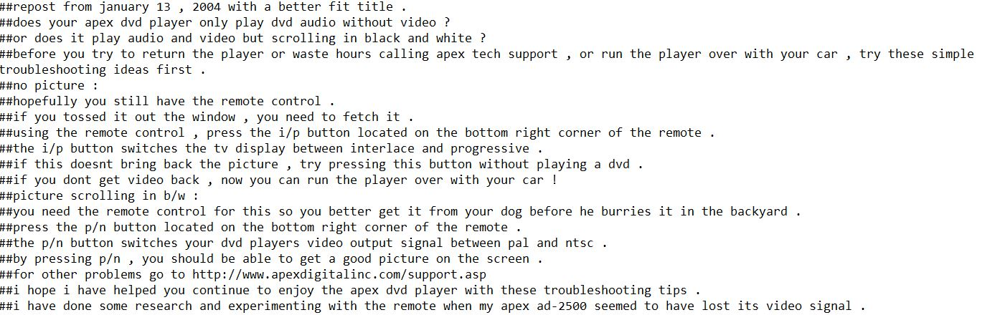 ##repost from january 13 , 2004 with a better fit title .
##does your apex dvd player only play dvd audio without video ?
##or does it play audio and video but scrolling in black and white ?
##before you try to return the player or waste hours calling apex tech support , or run the player over with your car , try these simple
troubleshooting ideas first .
##no picture :
##hopefully you still have the remote control .
##if you tossed it out the window , you need to fetch it .
##using the remote control , press the i/p button located on the bottom right corner of the remote .
##the i/p button switches the tv display between interlace and progressive .
##if this doesnt bring back the picture , try pressing this button without playing a dvd .
##if you dont get video back , now you can run the player over with your car !
##picture scrolling in b/w :
##you need the remote control for this so you better get it from your dog before he burries it in the backyard .
##press the p/n button located on the bottom right corner of the remote .
##the p/n button switches your dvd players video output signal between pal and ntsc .
##by pressing p/n , you should be able to get a good picture on the screen .
##for other problems go to http://www.apexdigitalinc.com/support.asp
##i hope i have helped you continue to enjoy the apex dvd player with these troubleshooting tips .
##i have done some research and experimenting with the remote when my apex ad-2500 seemed to have lost its video signal .